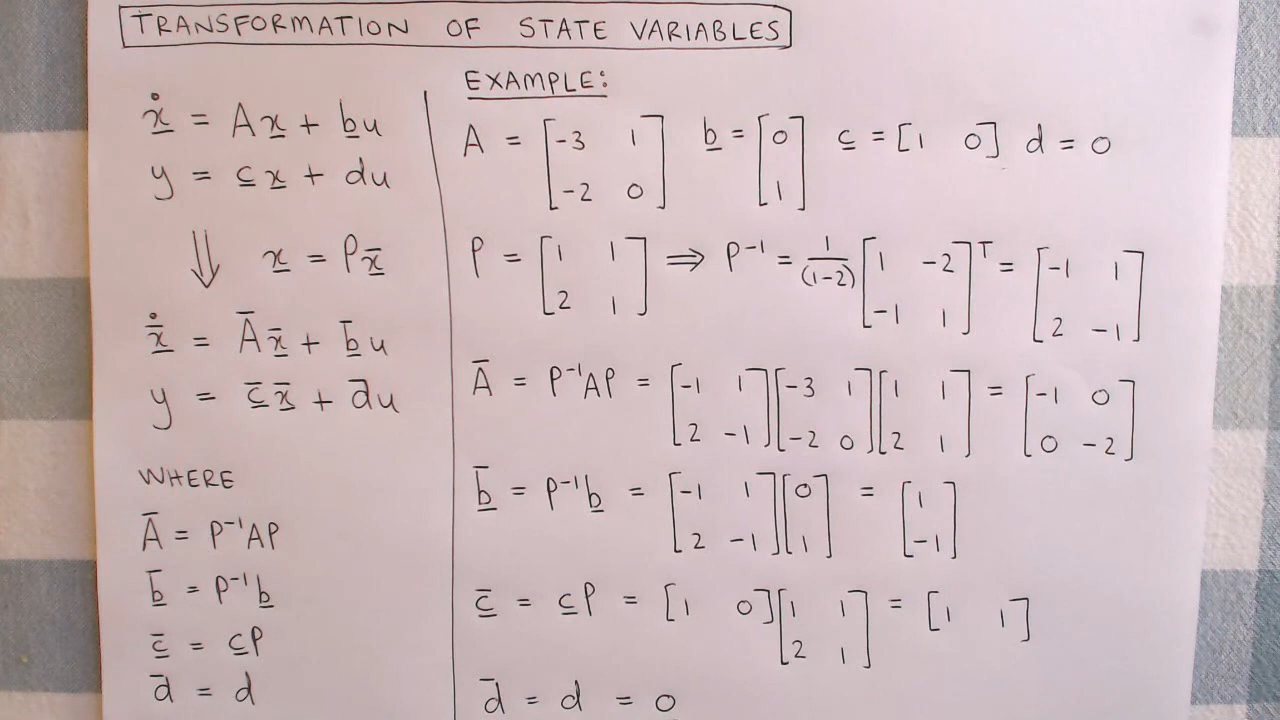 TRANSFORMATION OF STATE VARIABLES
ẋ = Ax + bu
y = cx + du
⇓ x = Px̄
x̄̇ = Āx̄ + b̄u
y = c̄x̄ + d̄u
WHERE
Ā = P⁻¹AP
b̄ = P⁻¹b
c̄ = cP
d̄ = d
EXAMPLE:
A = [-3 1; -2 0] b = [0; 1] c = [1 0] d = 0
P = [1 1; 2 1] ⇒ P⁻¹ = 1/(1-2) [1 -2; -1 1]ᵀ = [-1 1; 2 -1]
Ā = P⁻¹AP = [-1 1; 2 -1][-3 1; -2 0][1 1; 2 1] = [-1 0; 0 -2]
b̄ = P⁻¹b = [-1 1; 2 -1][0; 1] = [1; -1]
c̄ = cP = [1 0][1 1; 2 1] = [1 1]
d̄ = d = 0